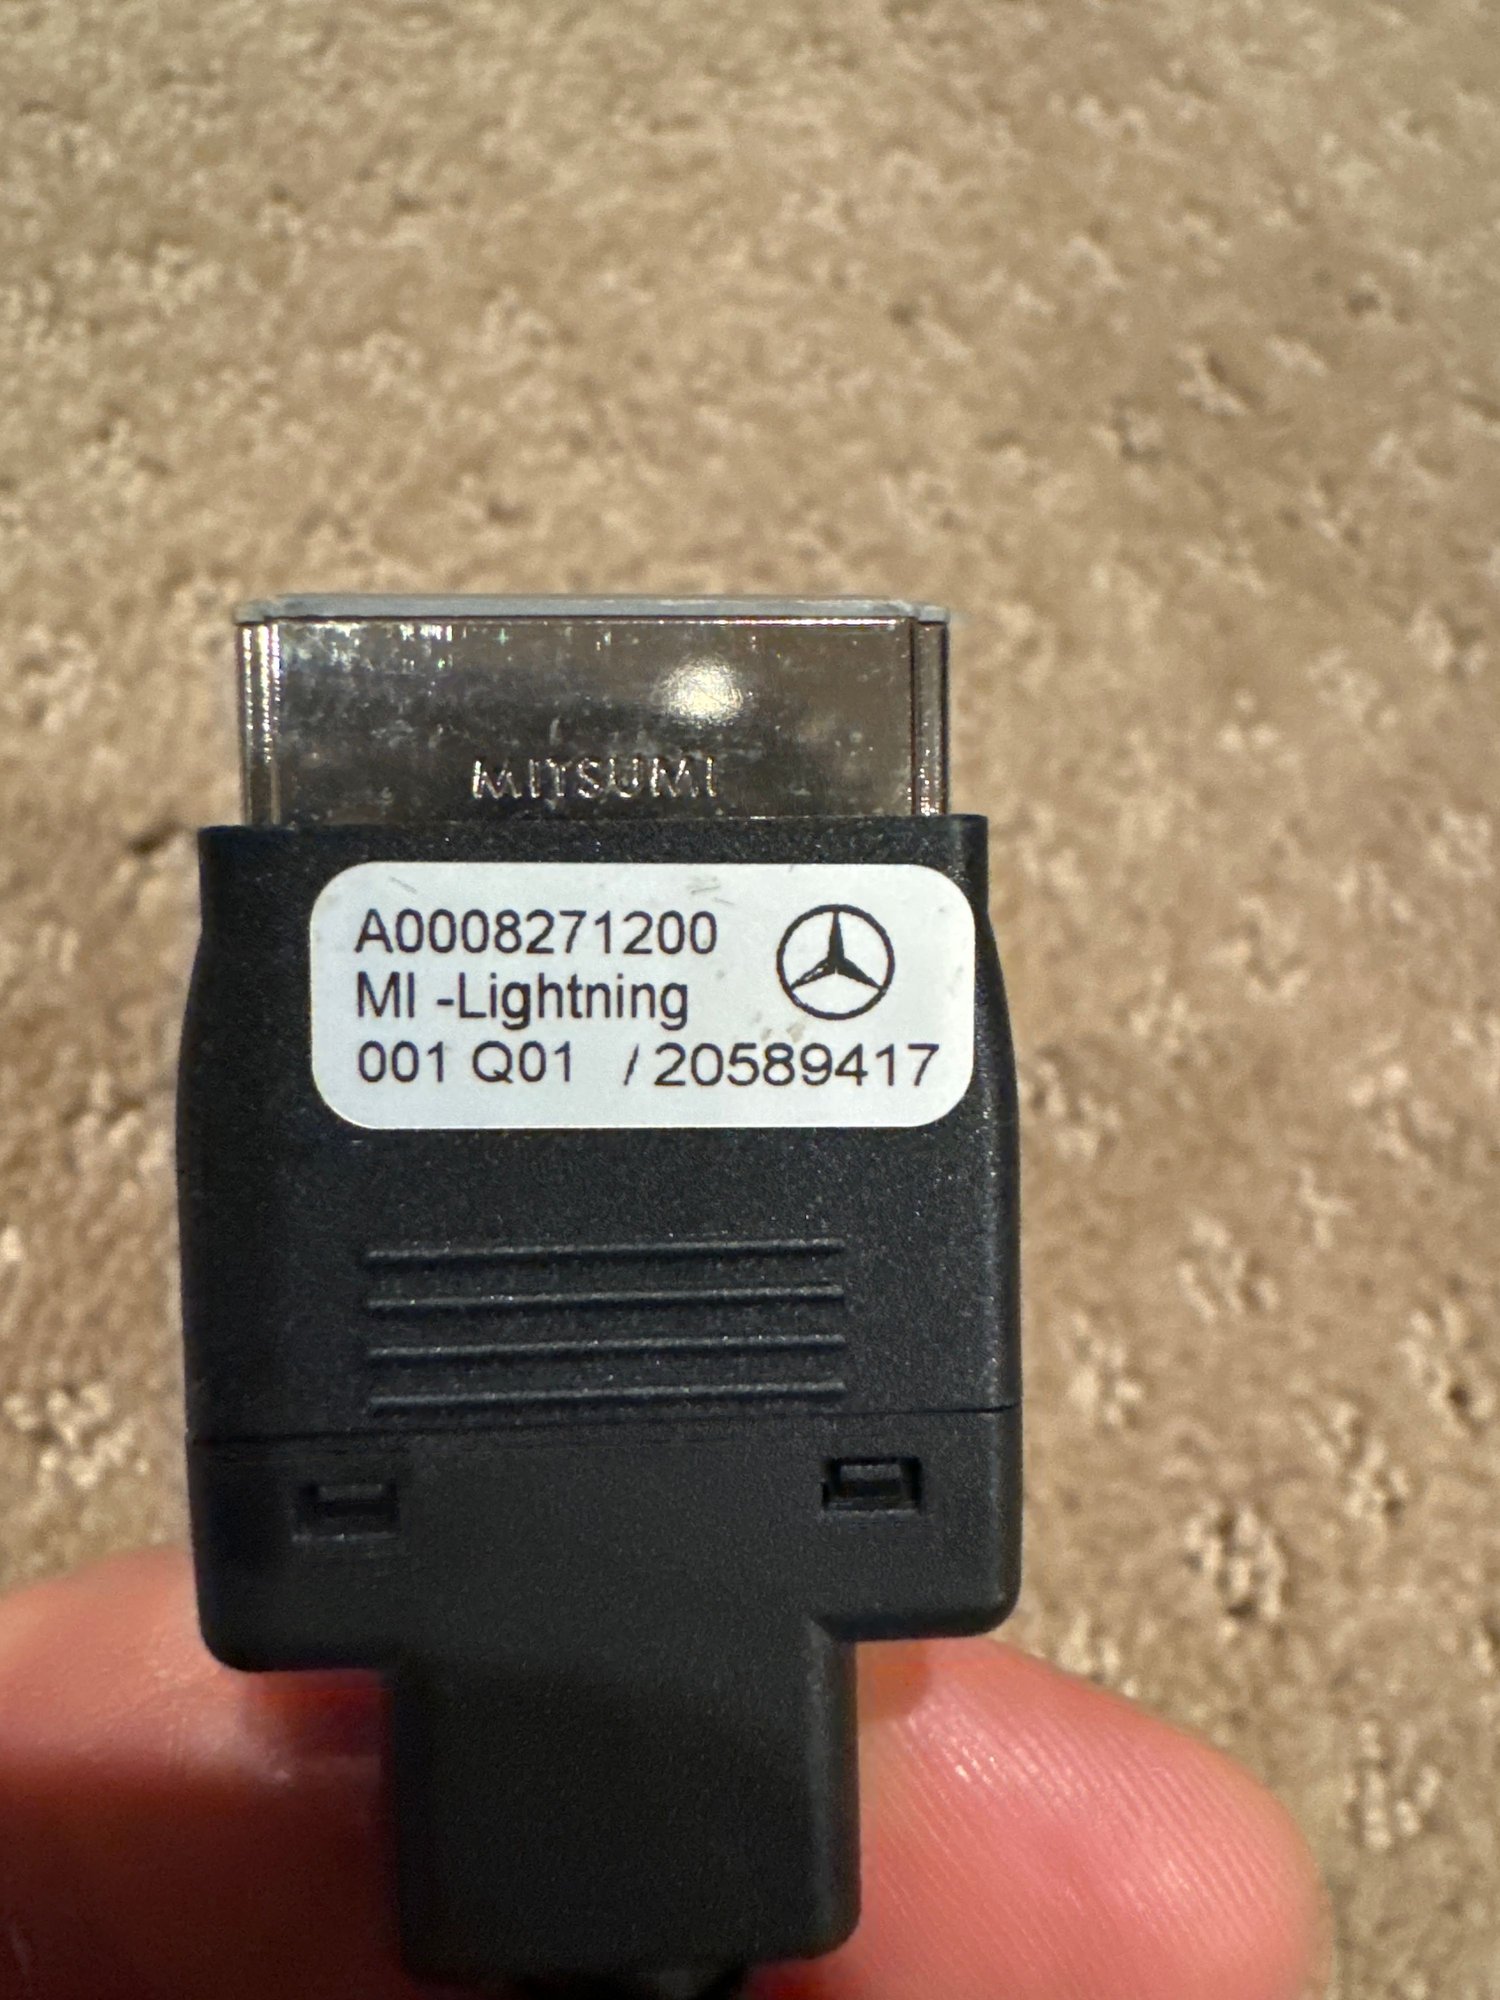 MITSUMI
A0008271200
MI -Lightning
001 Q01 / 20589417